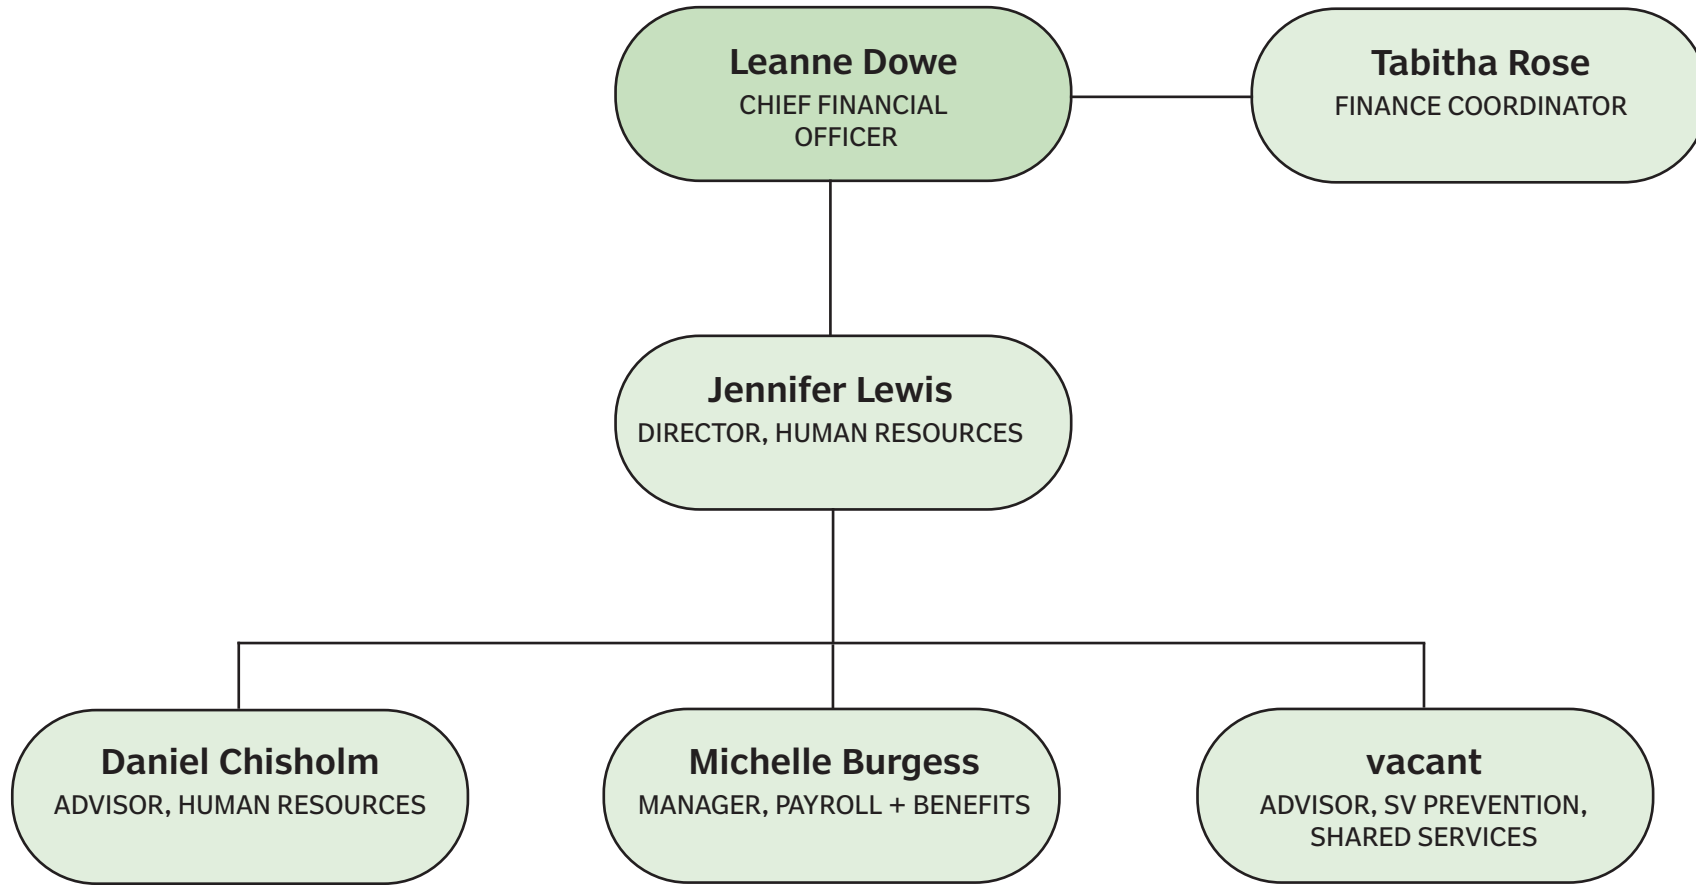 Leanne Dowe
CHIEF FINANCIAL
OFFICER
Tabitha Rose
FINANCE COORDINATOR
Jennifer Lewis
DIRECTOR, HUMAN RESOURCES
Daniel Chisholm
ADVISOR, HUMAN RESOURCES
Michelle Burgess
MANAGER, PAYROLL + BENEFITS
vacant
ADVISOR, SV PREVENTION,
SHARED SERVICES